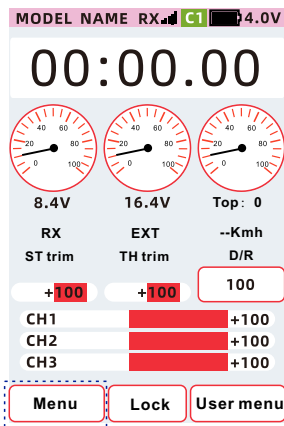 MODEL NAME RX C1 4.0V
00:00.00
40 60 40 60 40 60
20 80 20 80 20 80
0 100 0 100 0 100
8.4V 16.4V Top: 0
RX EXT --Kmh
ST trim TH trim D/R
+100 +100 100
CH1 +100
CH2 +100
CH3 +100
Menu Lock User menu